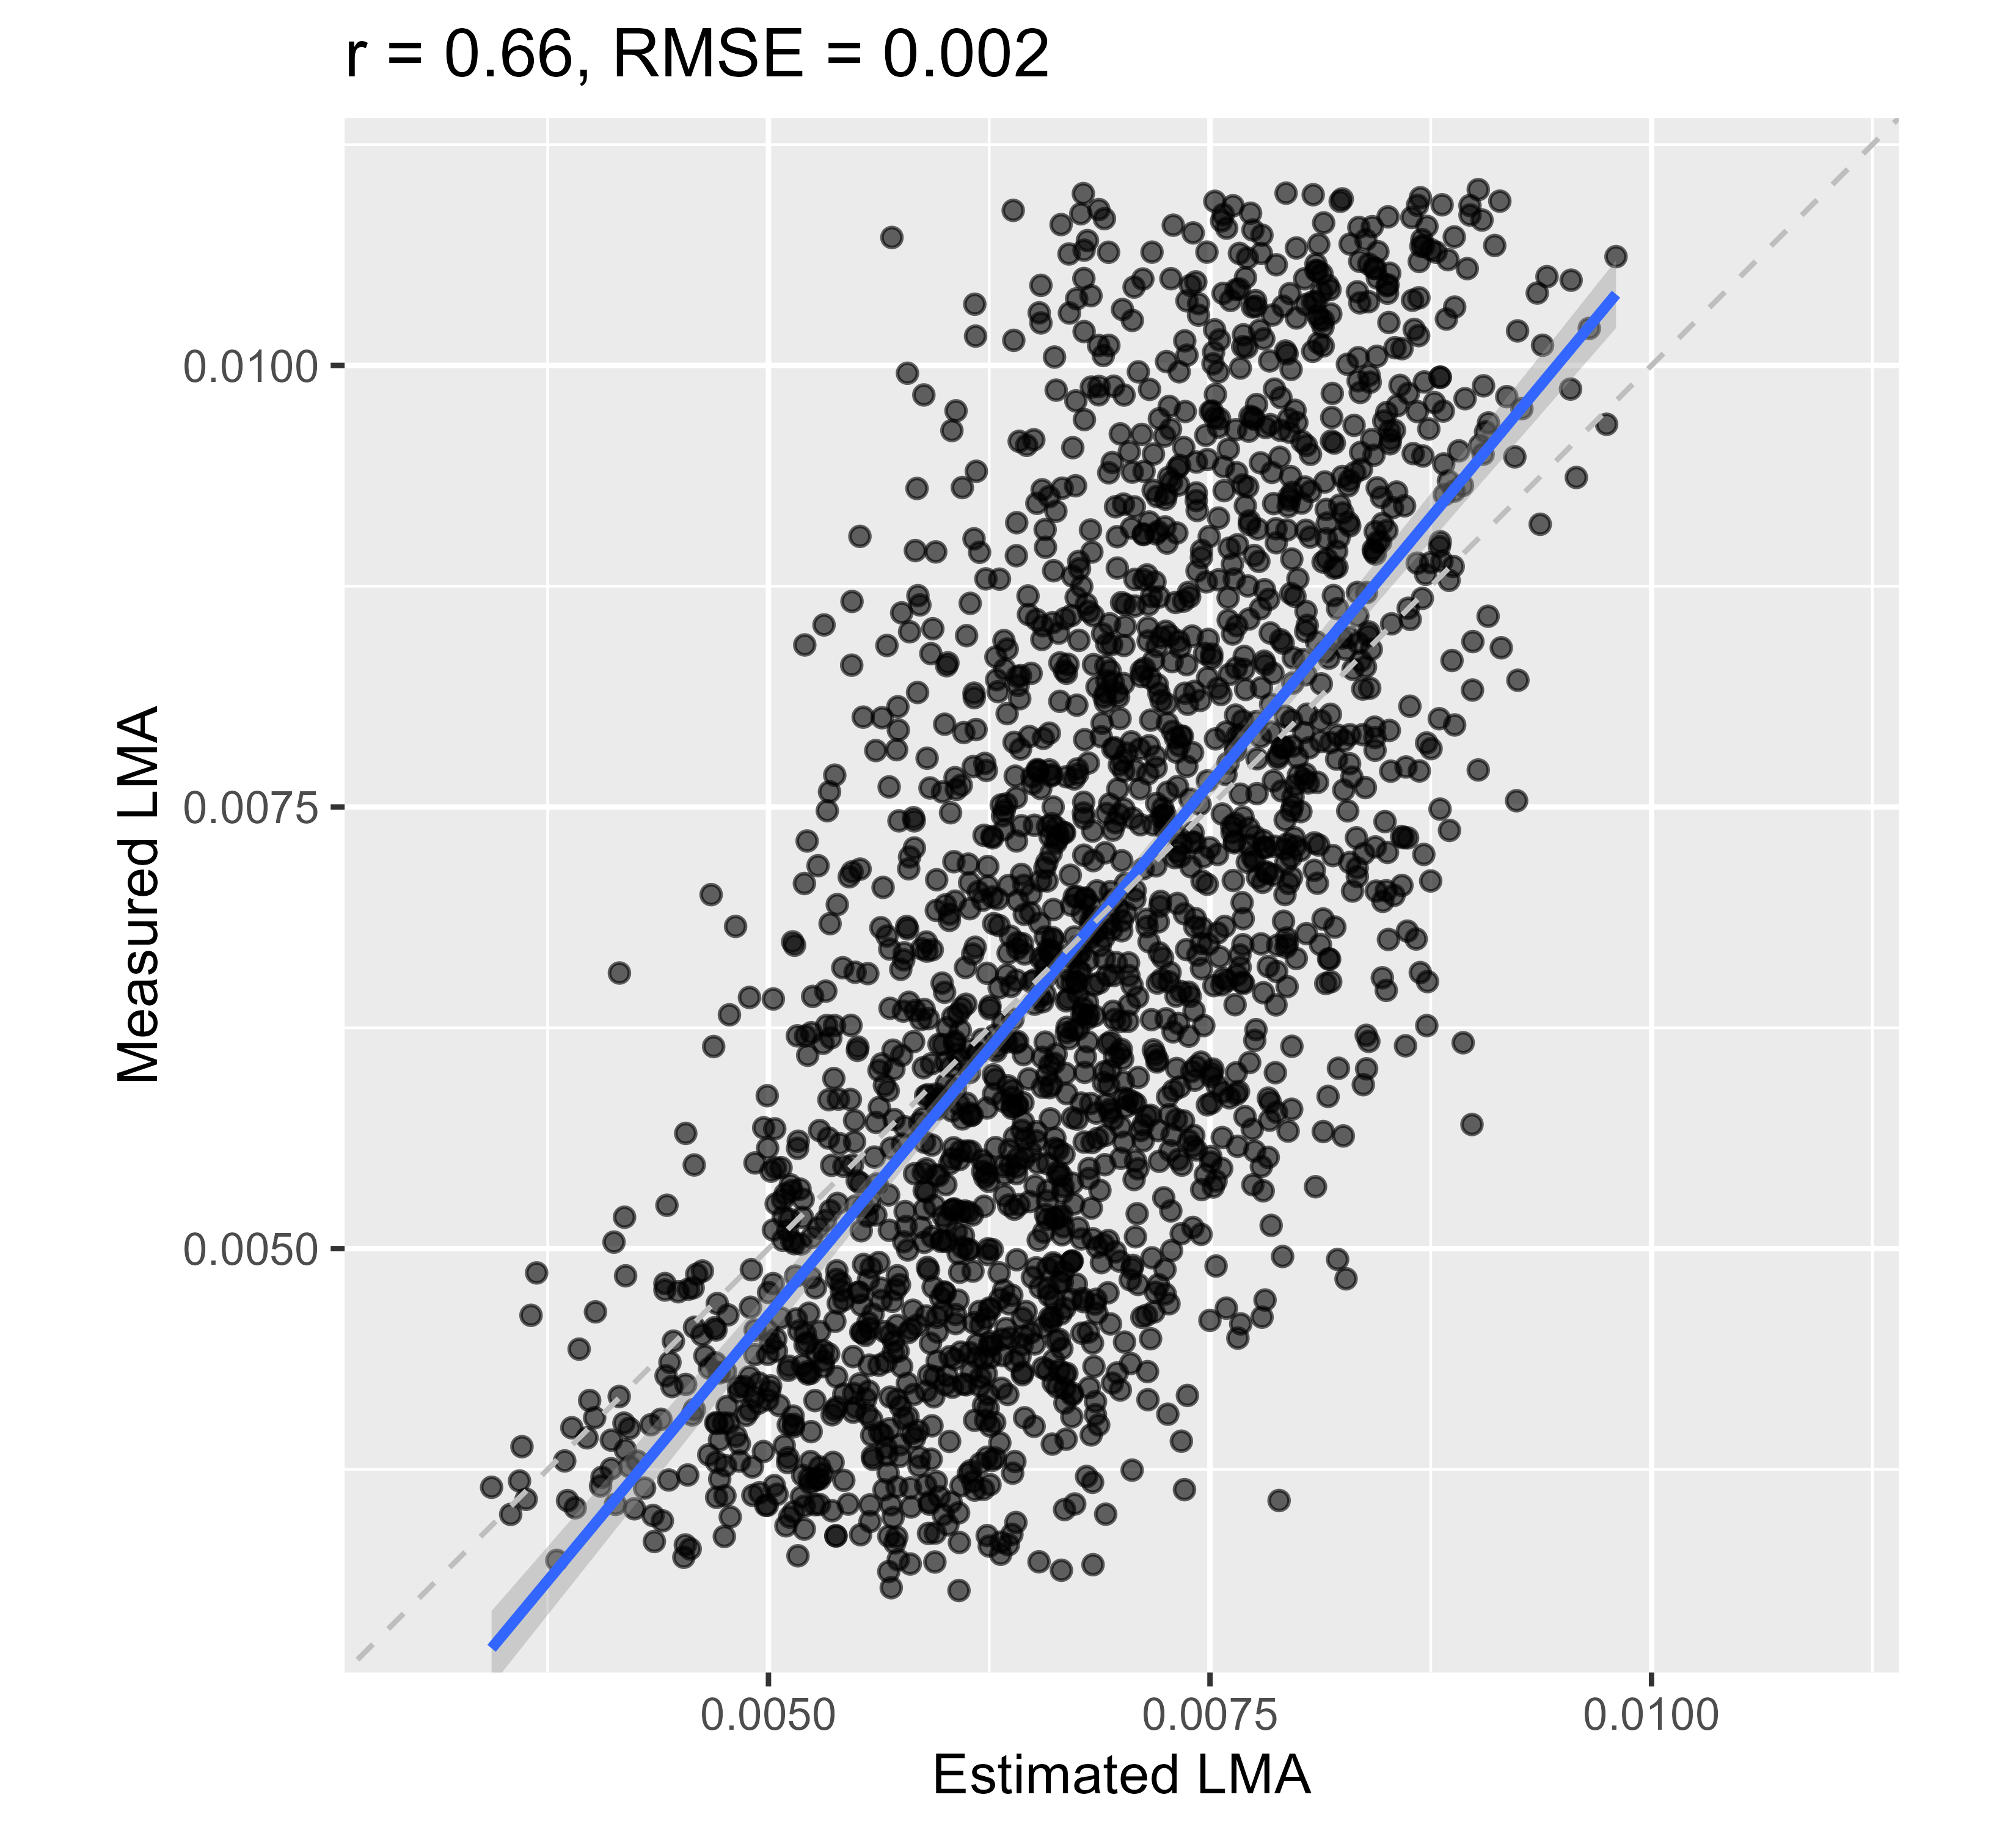 r = 0.66, RMSE = 0.002
Measured LMA
0.0100
0.0075
0.0050
0.0050 0.0075 0.0100
Estimated LMA